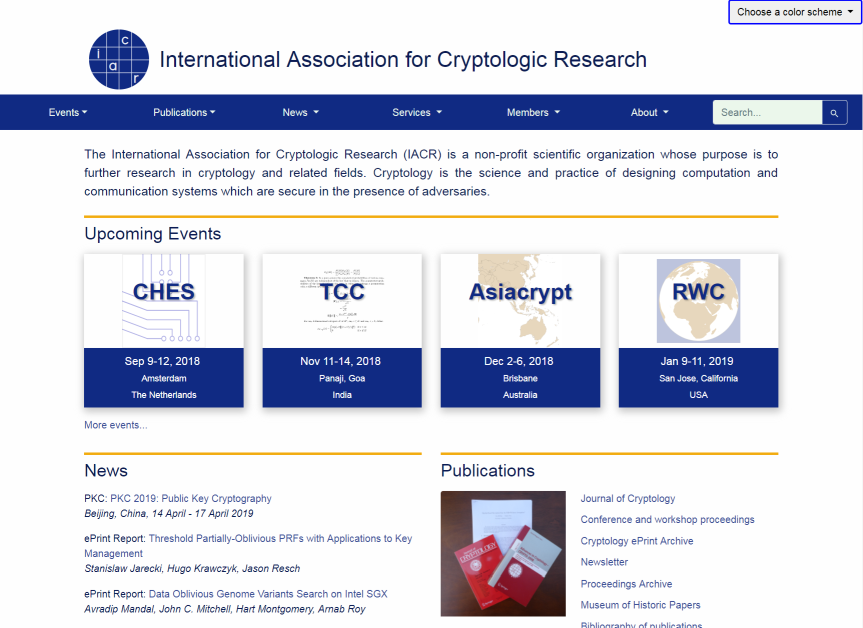 Choose a color scheme
i c a r
International Association for Cryptologic Research
Events Publications News Services Members About Search...
The International Association for Cryptologic Research (IACR) is a non-profit scientific organization whose purpose is to
further research in cryptology and related fields. Cryptology is the science and practice of designing computation and
communication systems which are secure in the presence of adversaries.
Upcoming Events
CHES
Sep 9-12, 2018
Amsterdam
The Netherlands
TCC
Nov 11-14, 2018
Panaji, Goa
India
Asiacrypt
Dec 2-6, 2018
Brisbane
Australia
RWC
Jan 9-11, 2019
San Jose, California
USA
More events...
News
PKC: PKC 2019: Public Key Cryptography
Beijing, China, 14 April - 17 April 2019
ePrint Report: Threshold Partially-Oblivious PRFs with Applications to Key
Management
Stanislaw Jarecki, Hugo Krawczyk, Jason Resch
ePrint Report: Data Oblivious Genome Variants Search on Intel SGX
Avradip Mandal, John C. Mitchell, Hart Montgomery, Arnab Roy
Publications
Journal of Cryptology
Conference and workshop proceedings
Cryptology ePrint Archive
Newsletter
Proceedings Archive
Museum of Historic Papers
Bibliography of publications